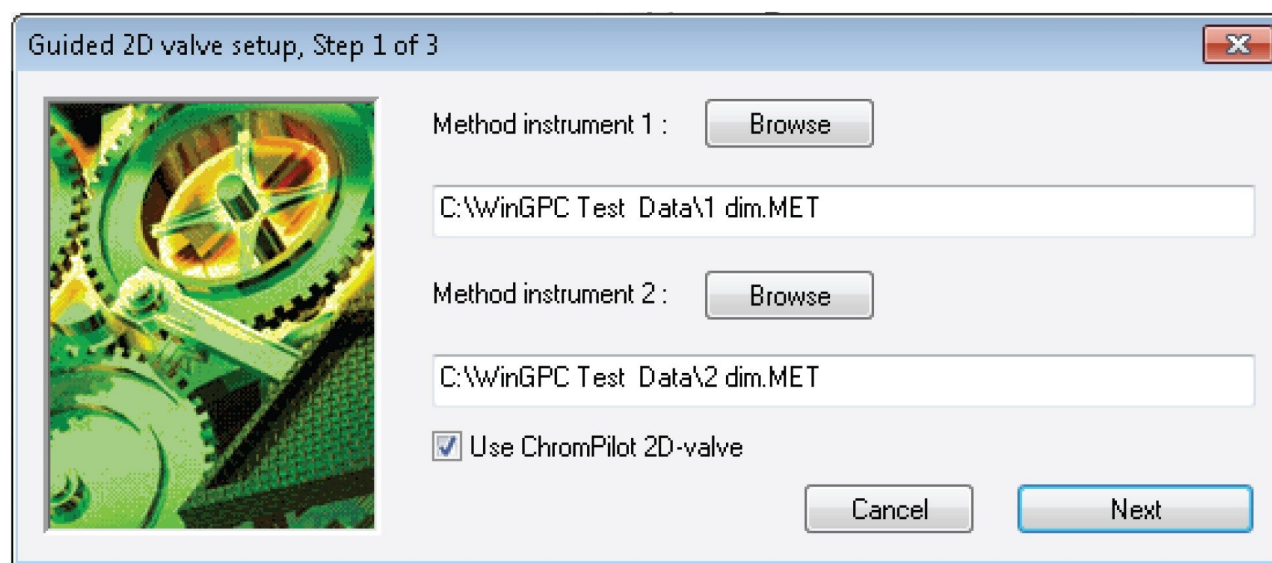 Guided 2D valve setup, Step 1 of 3
Method instrument 1 : Browse
C:\WinGPC Test Data\1 dim.MET
Method instrument 2 : Browse
C:\WinGPC Test Data\2 dim.MET
Use ChromPilot 2D-valve
Cancel Next